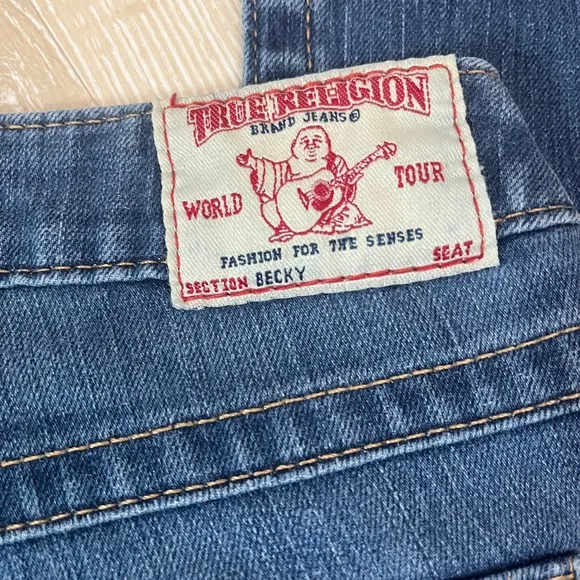 TRUE RELIGION
BRAND JEANS®
WORLD TOUR
FASHION FOR THE SENSES
SECTION BECKY SEAT